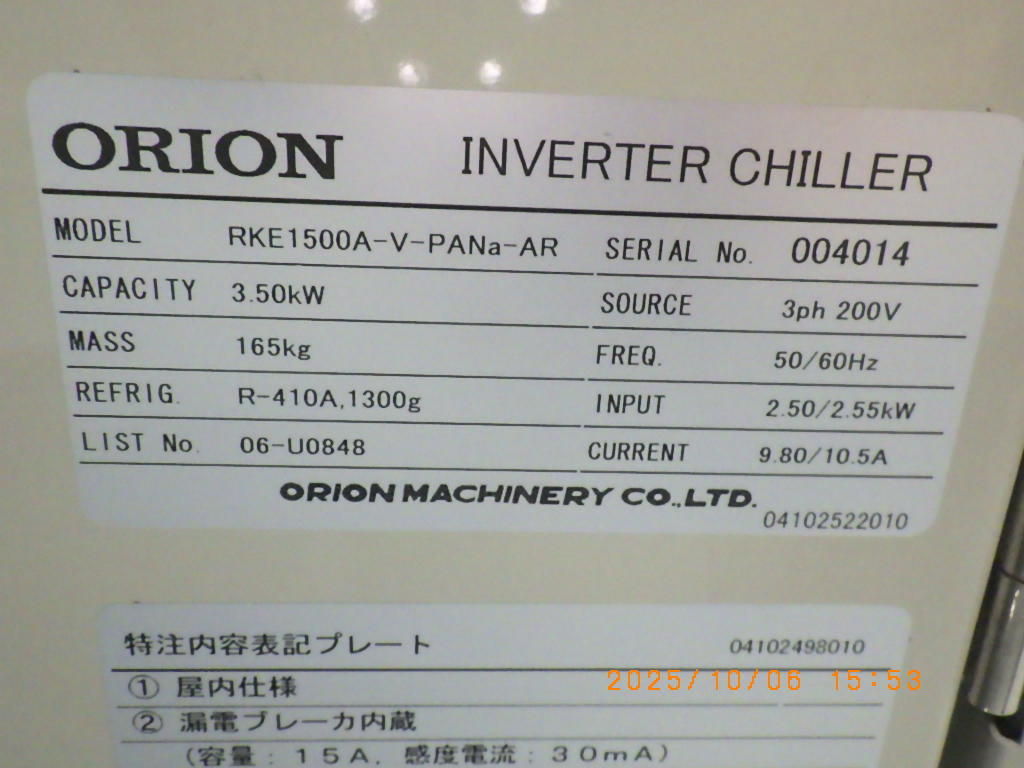 ORION INVERTER CHILLER
MODEL RKE1500A-V-PANa-AR SERIAL No. 004014
CAPACITY 3.50kW SOURCE 3ph 200V
MASS 165kg FREQ. 50/60Hz
REFRIG. R-410A,1300g INPUT 2.50/2.55kW
LIST No. 06-U0848 CURRENT 9.80/10.5A
ORION MACHINERY CO.,LTD.
04102522010
特注内容表記プレート 04102498010
① 屋内仕様
2025/10/06 15:53
② 漏電ブレーカ内蔵
(容量:15A, 感度電流:30mA)